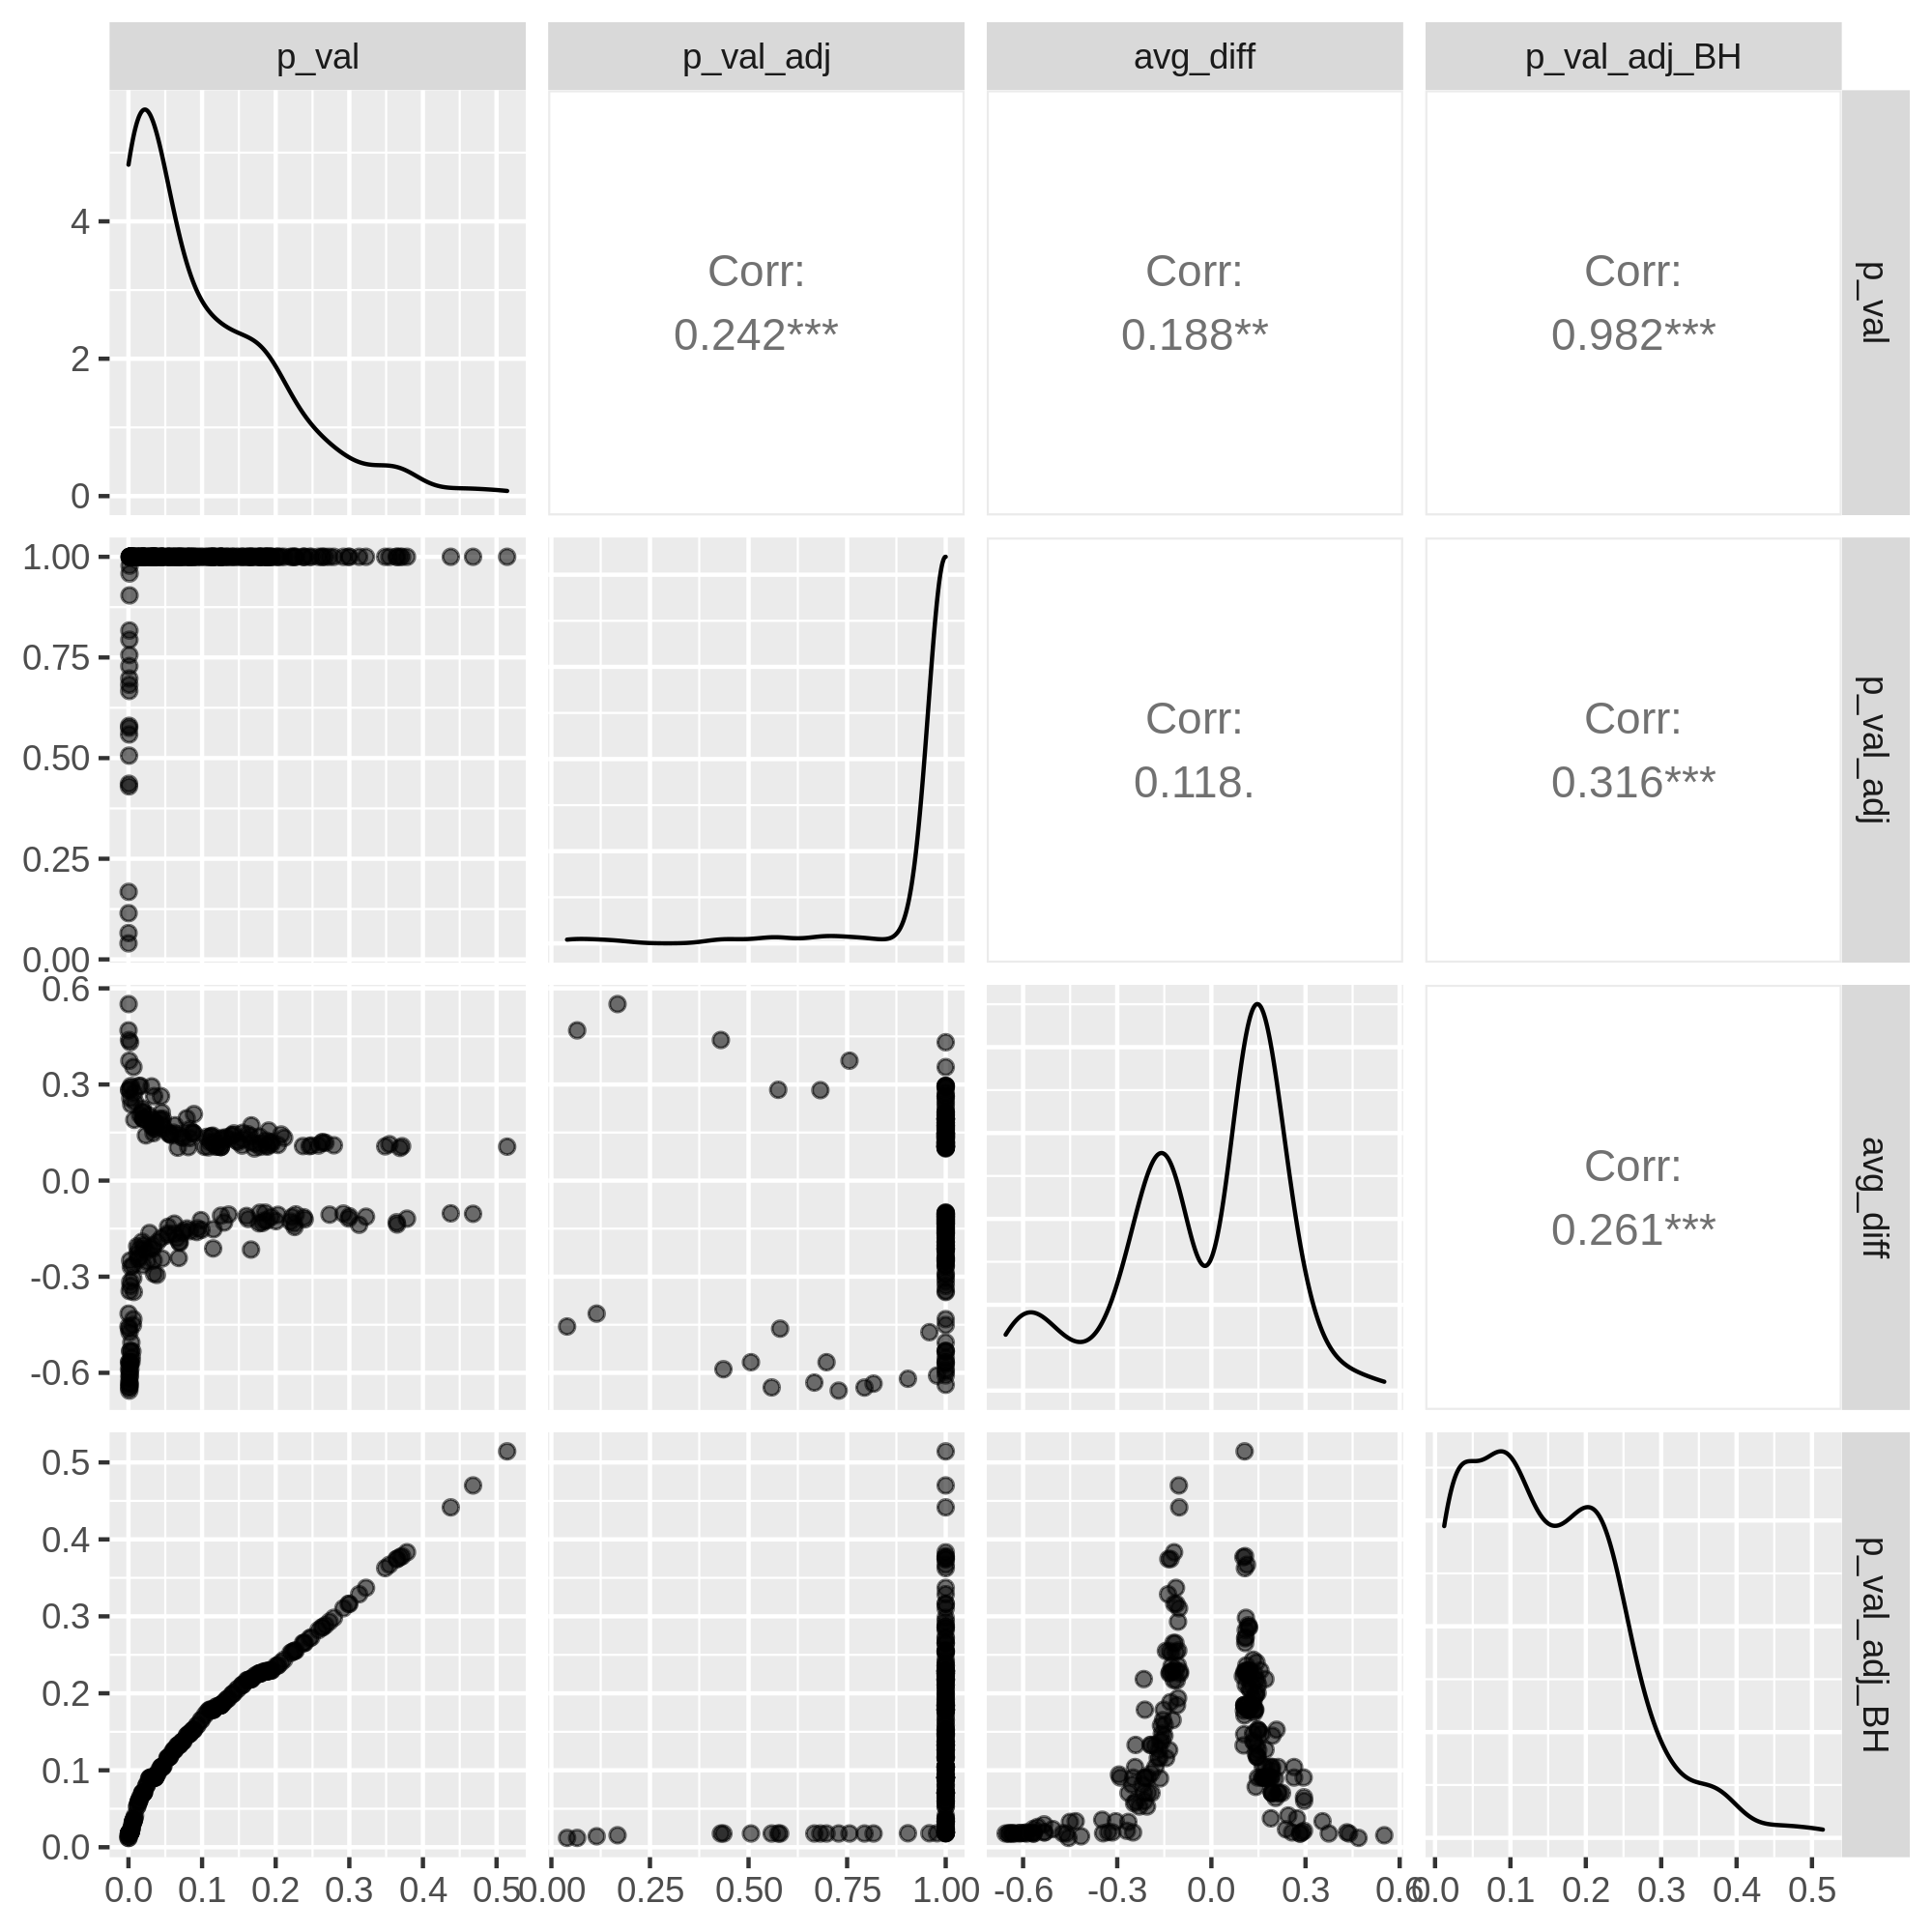 p_val p_val_adj avg_diff p_val_adj_BH
4
2
0
Corr:
0.242***
Corr:
0.188**
Corr:
0.982***
p_val
1.00
0.75
0.50
0.25
0.00
Corr:
0.118.
Corr:
0.316***
p_val_adj
0.6
0.3
0.0
-0.3
-0.6
Corr:
0.261***
avg_diff
0.5
0.4
0.3
0.2
0.1
0.0
p_val_adj_BH
0.0 0.1 0.2 0.3 0.4 0.5
0.00 0.25 0.50 0.75 1.00
-0.6 -0.3 0.0 0.3 0.6
0.0 0.1 0.2 0.3 0.4 0.5